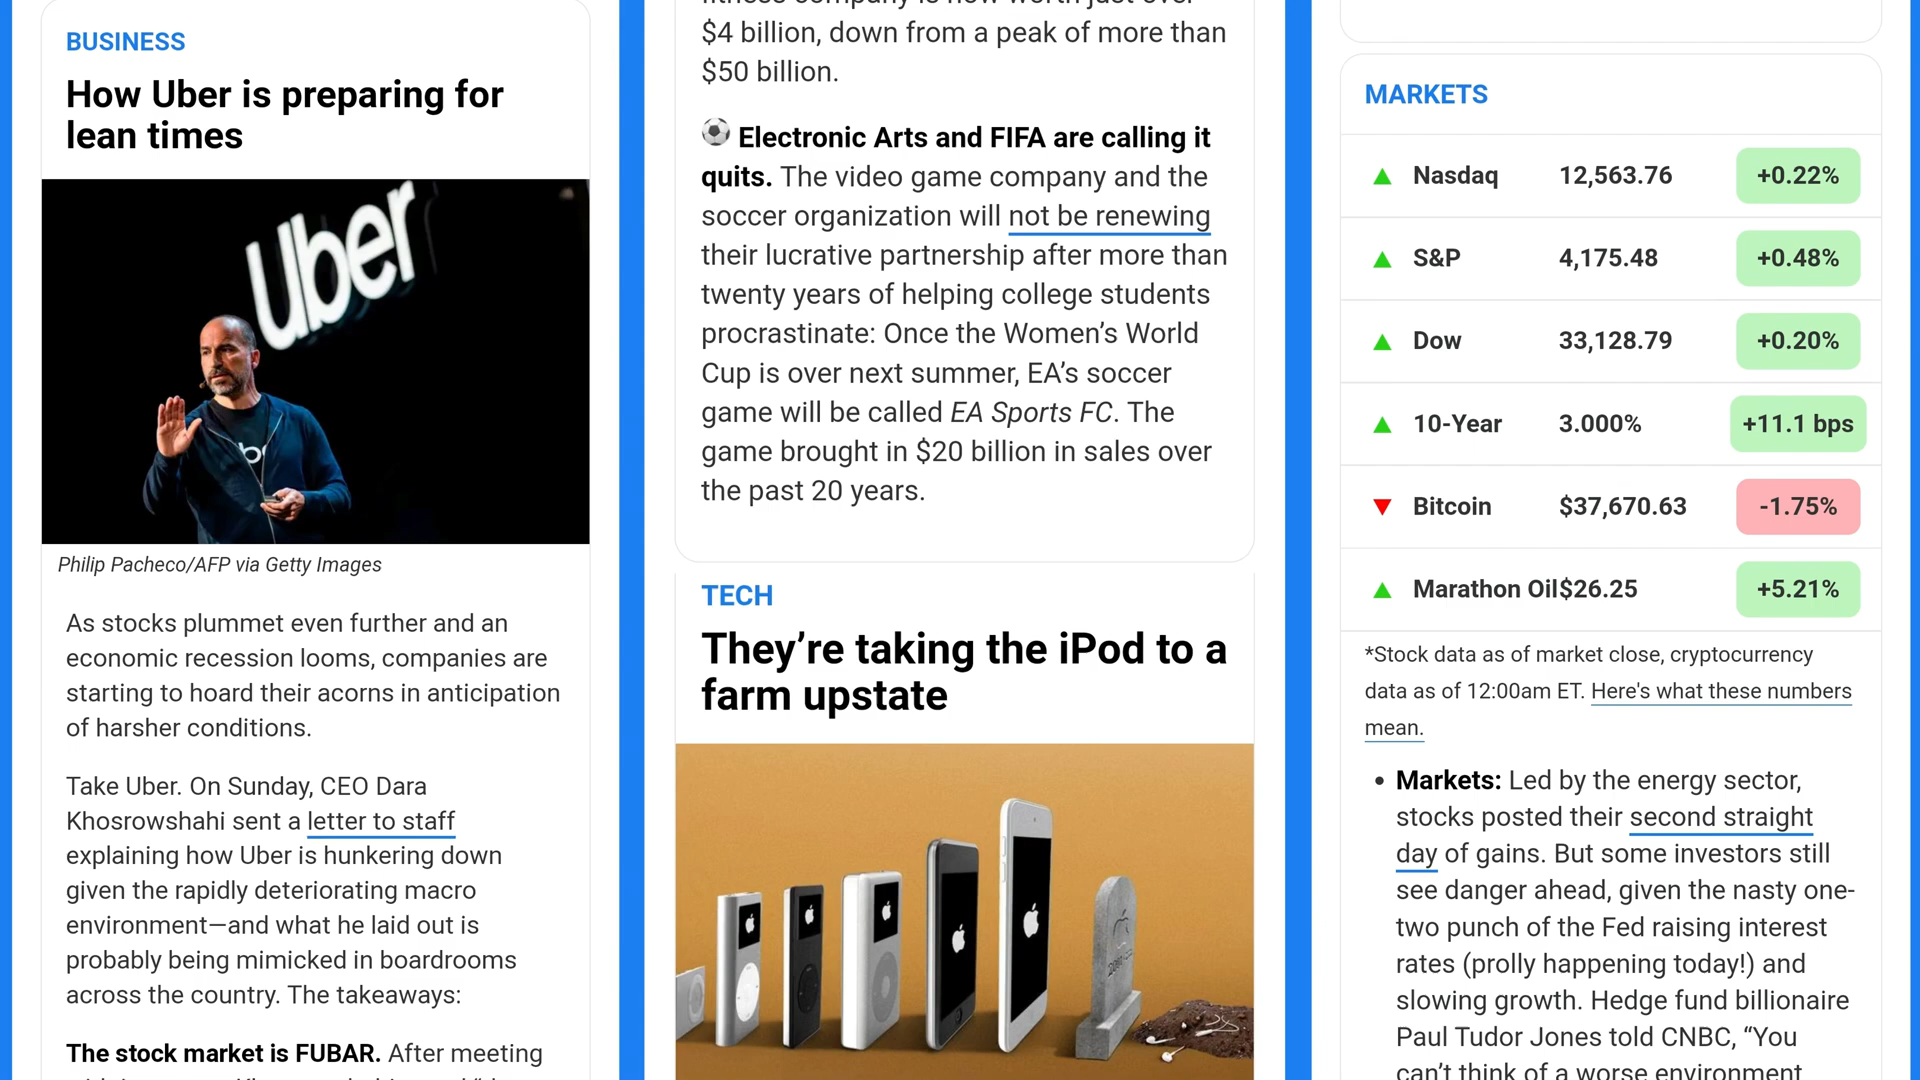 BUSINESS
How Uber is preparing for
lean times
Uber
Philip Pacheco/AFP via Getty Images
As stocks plummet even further and an
economic recession looms, companies are
starting to hoard their acorns in anticipation
of harsher conditions.
Take Uber. On Sunday, CEO Dara
Khosrowshahi sent a letter to staff
explaining how Uber is hunkering down
given the rapidly deteriorating macro
environment—and what he laid out is
probably being mimicked in boardrooms
across the country. The takeaways:
The stock market is FUBAR. After meeting
fitness company is now worth just over
$4 billion, down from a peak of more than
$50 billion.
⚽ Electronic Arts and FIFA are calling it
quits. The video game company and the
soccer organization will not be renewing
their lucrative partnership after more than
twenty years of helping college students
procrastinate: Once the Women’s World
Cup is over next summer, EA’s soccer
game will be called EA Sports FC. The
game brought in $20 billion in sales over
the past 20 years.
TECH
They’re taking the iPod to a
farm upstate
MARKETS
Nasdaq 12,563.76 +0.22%
S&P 4,175.48 +0.48%
Dow 33,128.79 +0.20%
10-Year 3.000% +11.1 bps
Bitcoin $37,670.63 -1.75%
Marathon Oil $26.25 +5.21%
*Stock data as of market close, cryptocurrency
data as of 12:00am ET. Here's what these numbers
mean.
• Markets: Led by the energy sector,
stocks posted their second straight
day of gains. But some investors still
see danger ahead, given the nasty one-
two punch of the Fed raising interest
rates (prolly happening today!) and
slowing growth. Hedge fund billionaire
Paul Tudor Jones told CNBC, “You
can’t think of a worse environment